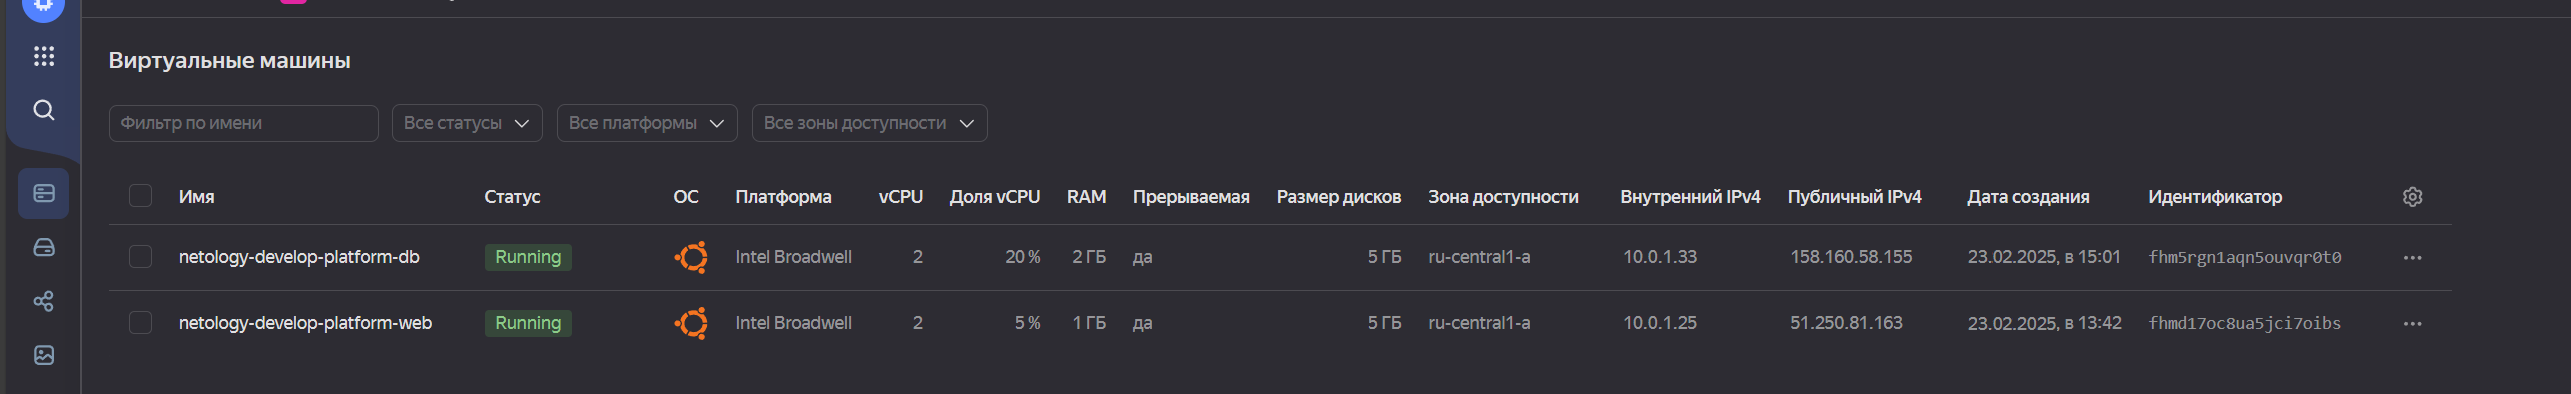 Виртуальные машины
Фильтр по имени Все статусы Все платформы Все зоны доступности
Имя Статус ОС Платформа vCPU Доля vCPU RAM Прерываемая Размер дисков Зона доступности Внутренний IPv4 Публичный IPv4 Дата создания Идентификатор
netology-develop-platform-db Running Intel Broadwell 2 20 % 2 ГБ да 5 ГБ ru-central1-a 10.0.1.33 158.160.58.155 23.02.2025, в 15:01 fhm5rgn1aqn5ouvqr0t0
netology-develop-platform-web Running Intel Broadwell 2 5 % 1 ГБ да 5 ГБ ru-central1-a 10.0.1.25 51.250.81.163 23.02.2025, в 13:42 fhmd17oc8ua5jci7oibs